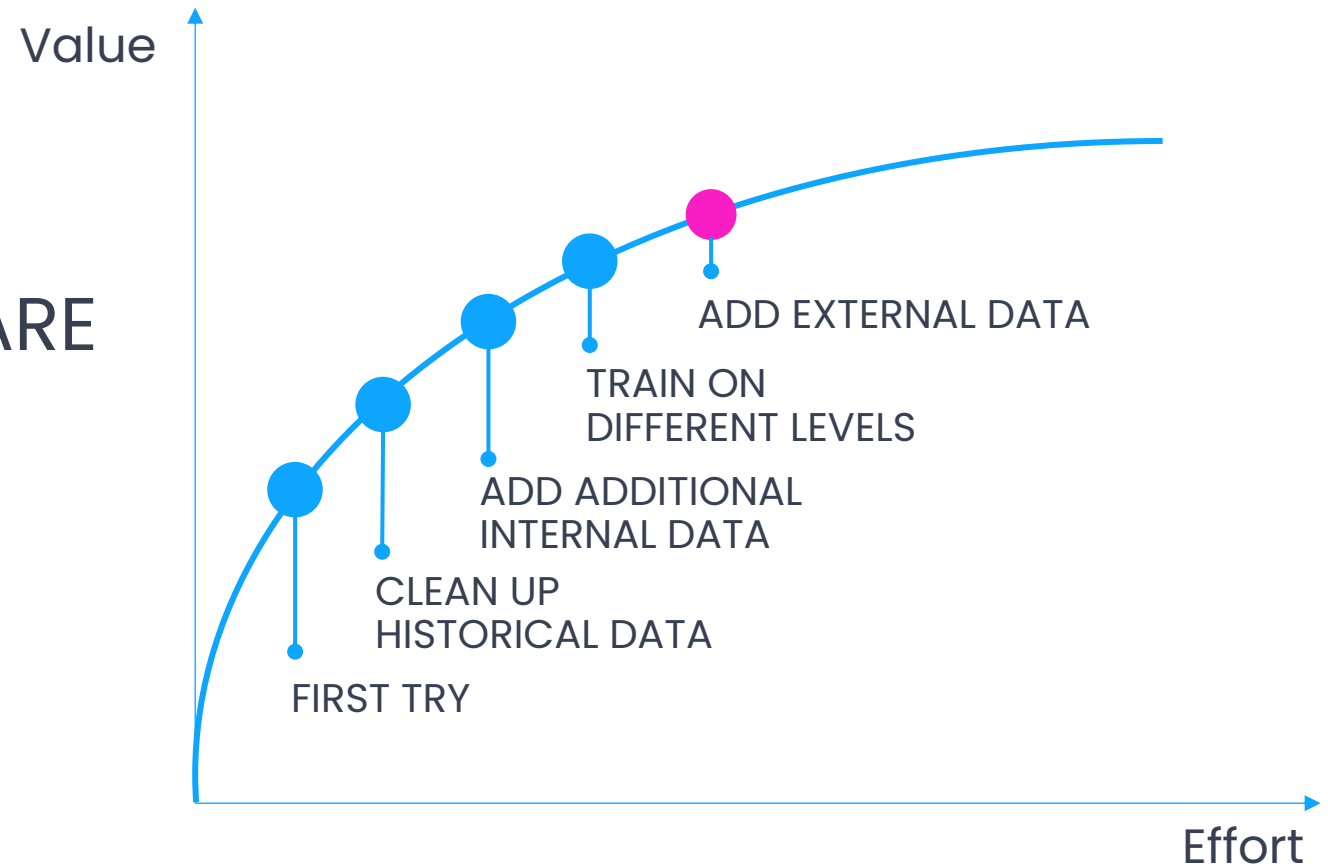 Value
ARE
ADD EXTERNAL DATA
TRAIN ON
DIFFERENT LEVELS
ADD ADDITIONAL
INTERNAL DATA
CLEAN UP
HISTORICAL DATA
FIRST TRY
Effort